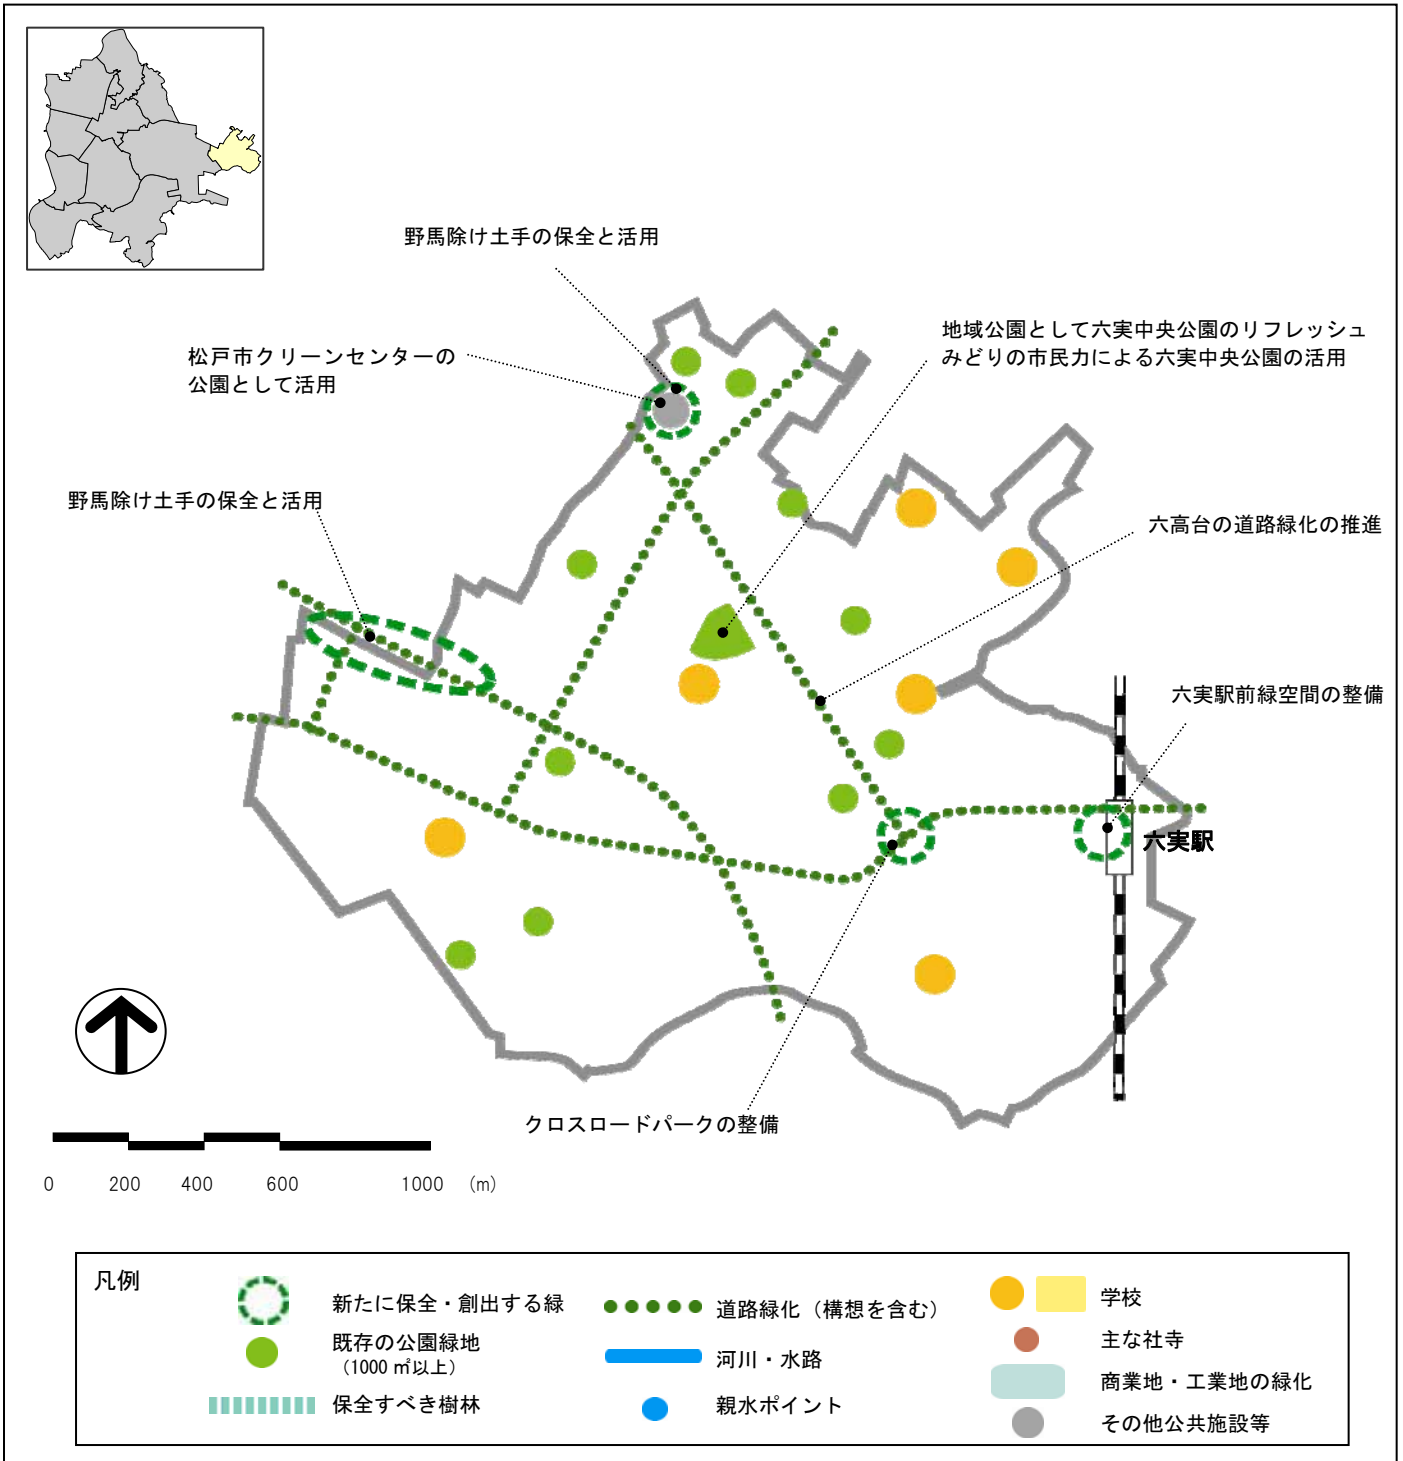 野馬除け土手の保全と活用
地域公園として六実中央公園のリフレッシュ
みどりの市民力による六実中央公園の活用
松戸市クリーンセンターの
公園として活用
野馬除け土手の保全と活用
六高台の道路緑化の推進
六実駅前緑空間の整備
六実駅
クロスロードパークの整備
0 200 400 600 1000 (m)
凡例
新たに保全・創出する緑
既存の公園緑地
(1000 ㎡以上)
保全すべき樹林
道路緑化（構想を含む）
河川・水路
親水ポイント
学校
主な社寺
商業地・工業地の緑化
その他公共施設等